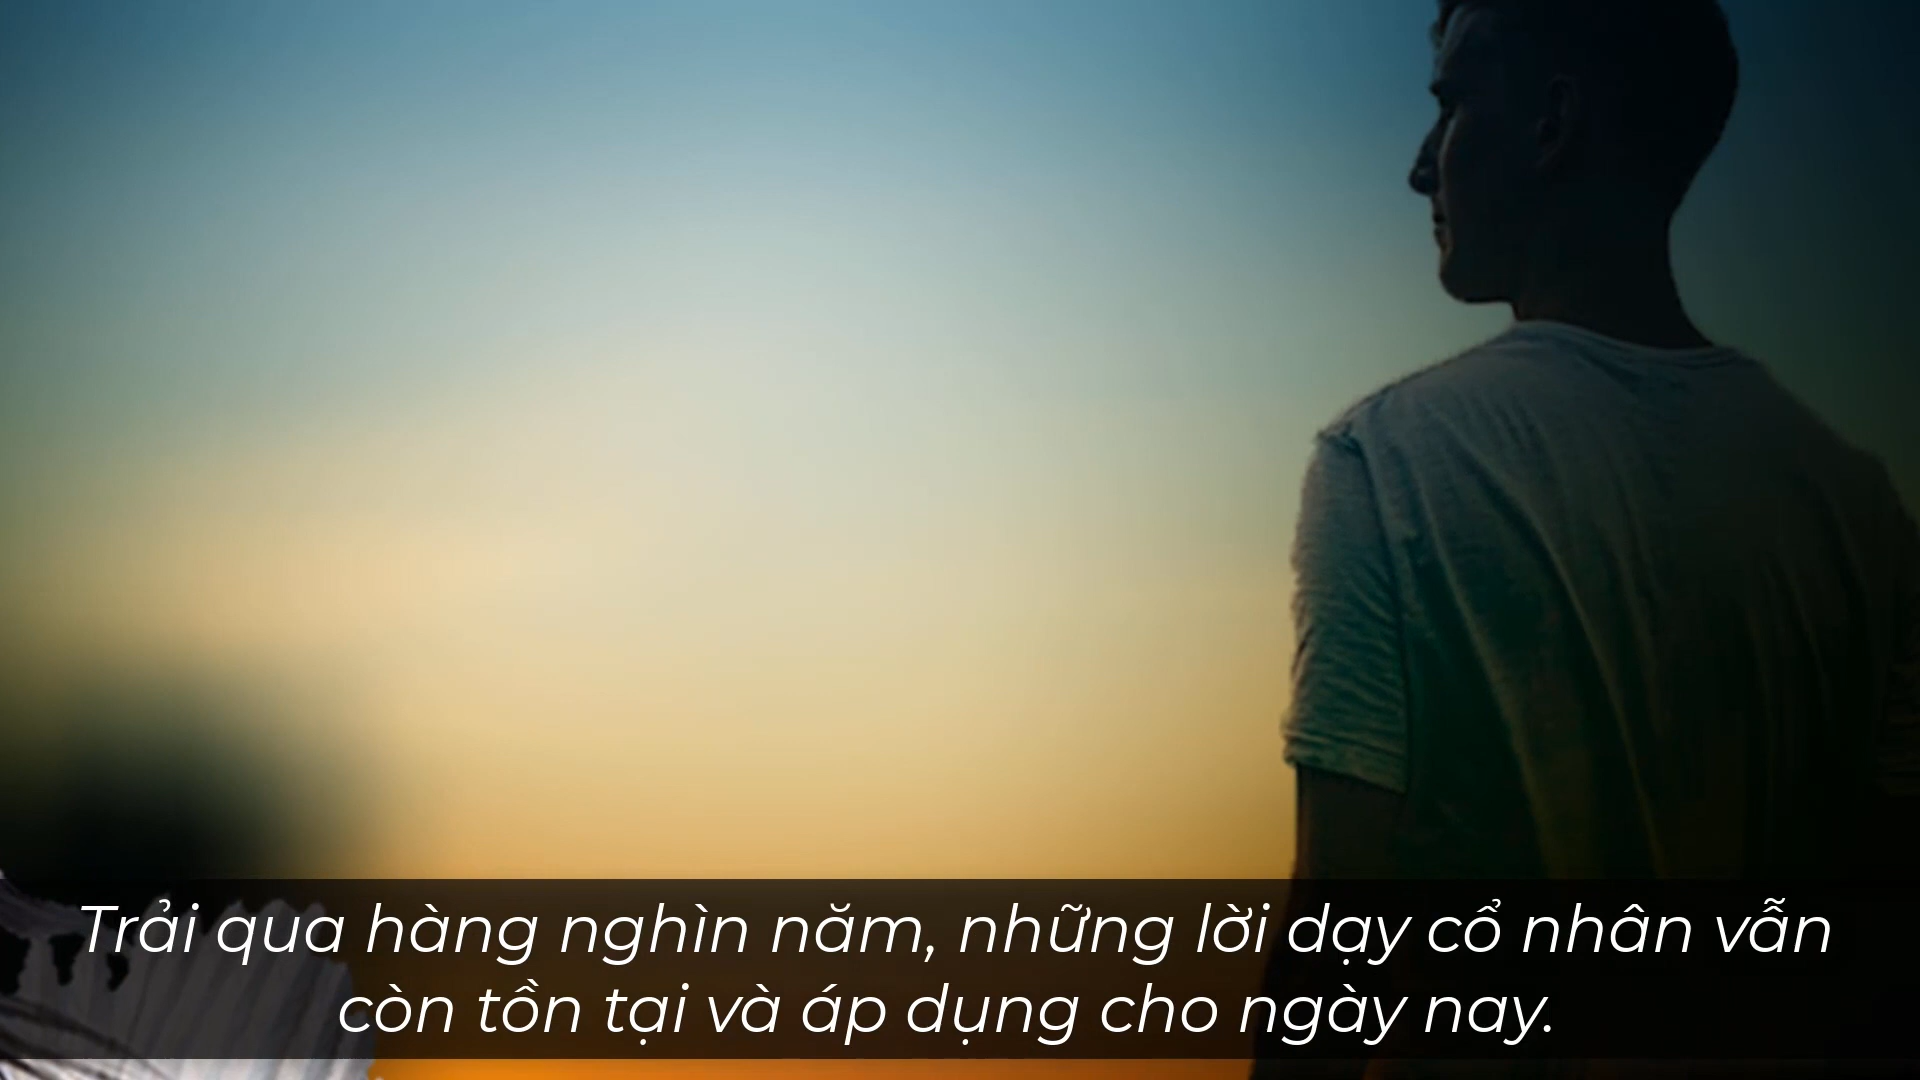 Trải qua hàng nghìn năm, những lời dạy cổ nhân vẫn
còn tồn tại và áp dụng cho ngày nay.